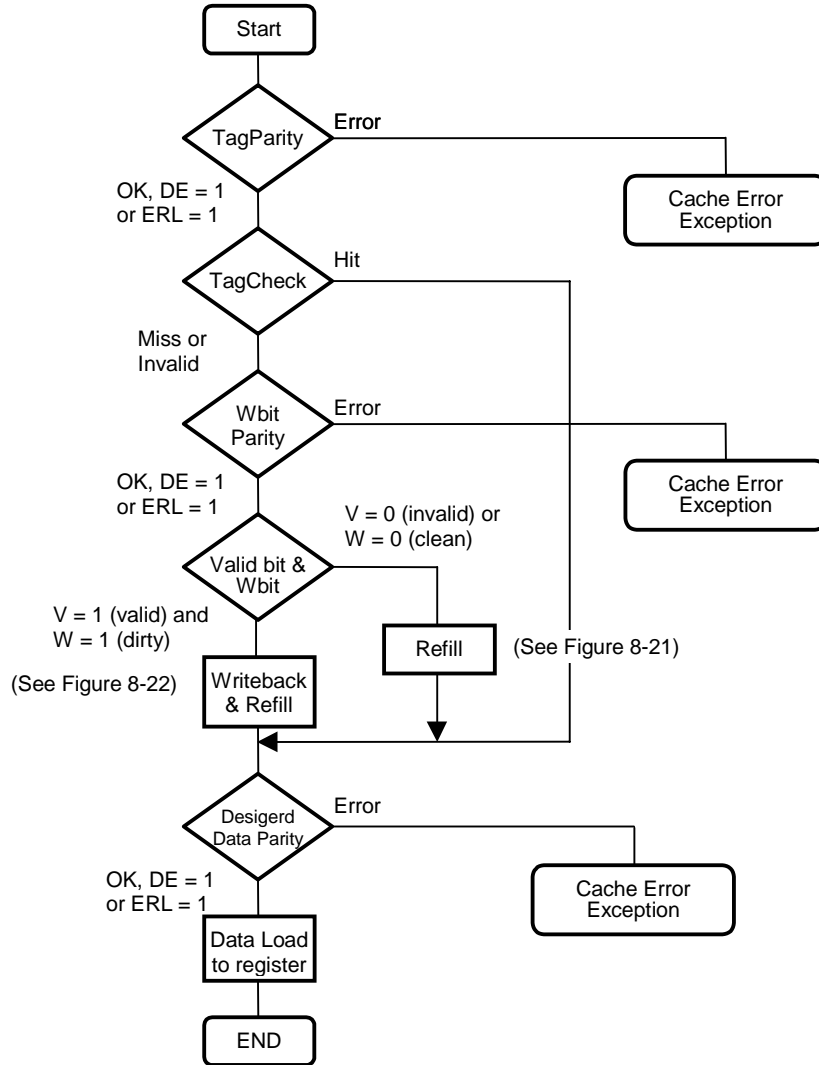 Start
TagParity
Error
OK, DE = 1
or ERL = 1
Cache Error
Exception
TagCheck
Hit
Miss or
Invalid
Wbit
Parity
Error
OK, DE = 1
or ERL = 1
Cache Error
Exception
V = 0 (invalid) or
W = 0 (clean)
Valid bit &
Wbit
V = 1 (valid) and
W = 1 (dirty)
Refill
(See Figure 8-21)
(See Figure 8-22)
Writeback
& Refill
Desigerd
Data Parity
Error
OK, DE = 1
or ERL = 1
Cache Error
Exception
Data Load
to register
END